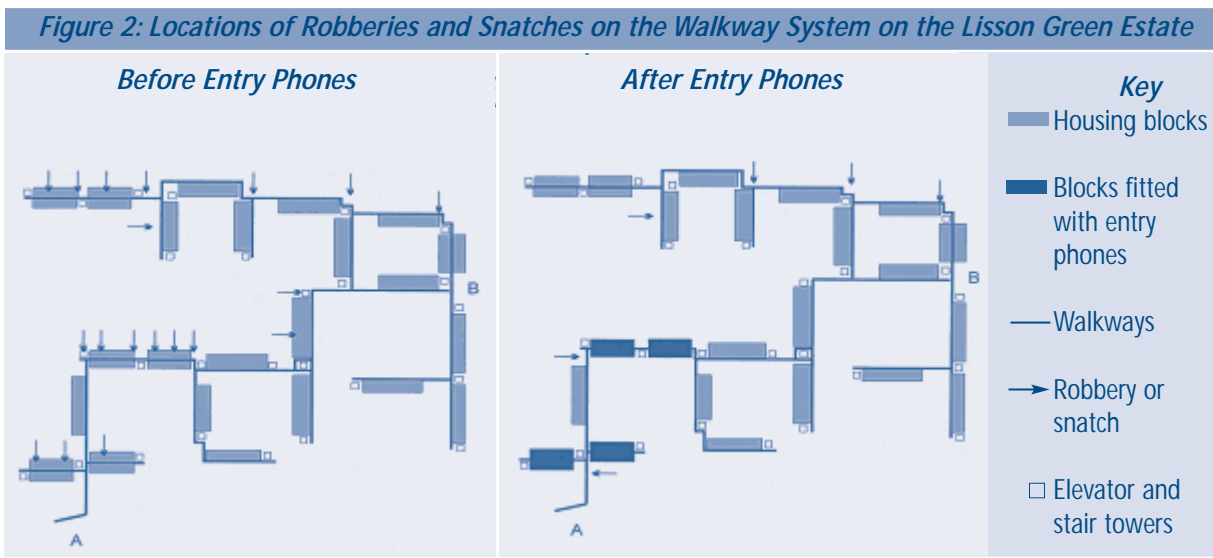 Figure 2: Locations of Robberies and Snatches on the Walkway System on the Lisson Green Estate
Before Entry Phones
A
B
After Entry Phones
A
B
Key
Housing blocks
Blocks fitted
with entry
phones
Walkways
Robbery or
snatch
Elevator and
stair towers